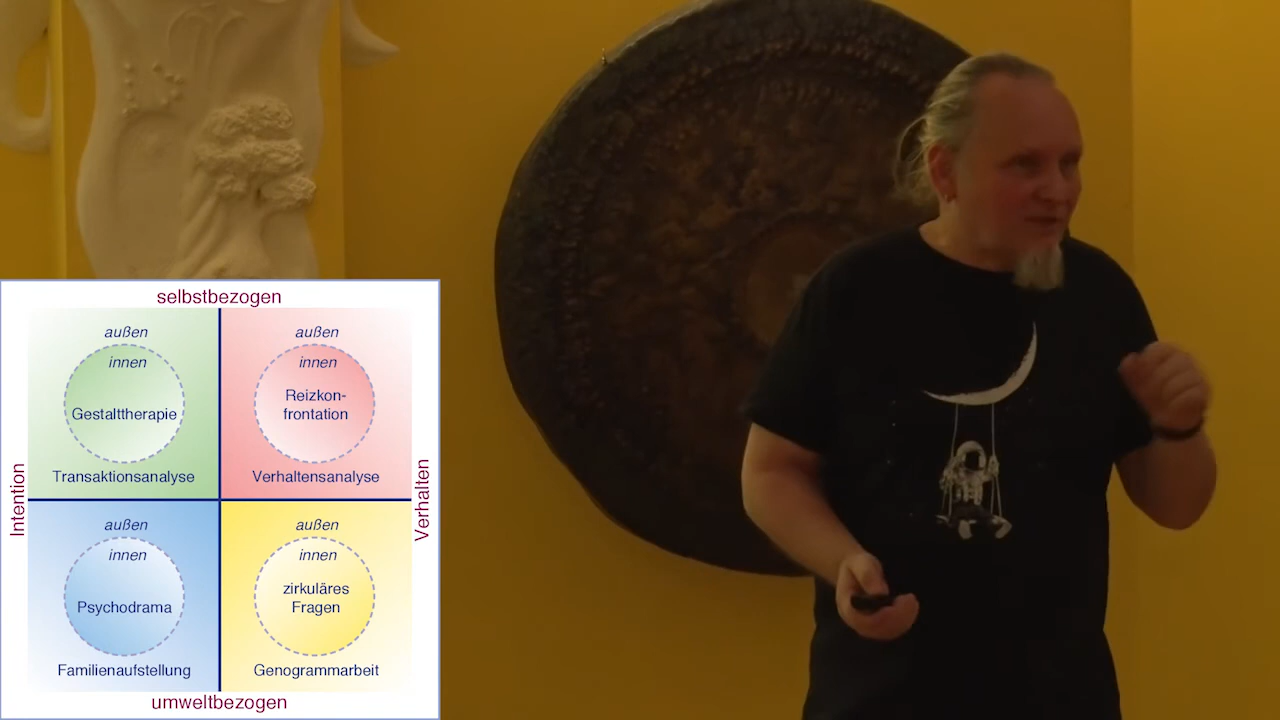 selbstbezogen
außen
innen
Gestalttherapie
Transaktionsanalyse
außen
innen
Reizkon-
frontation
Verhaltensanalyse
Intention
Verhalten
außen
innen
Psychodrama
Familienaufstellung
außen
innen
zirkuläres
Fragen
Genogrammarbeit
umweltbezogen